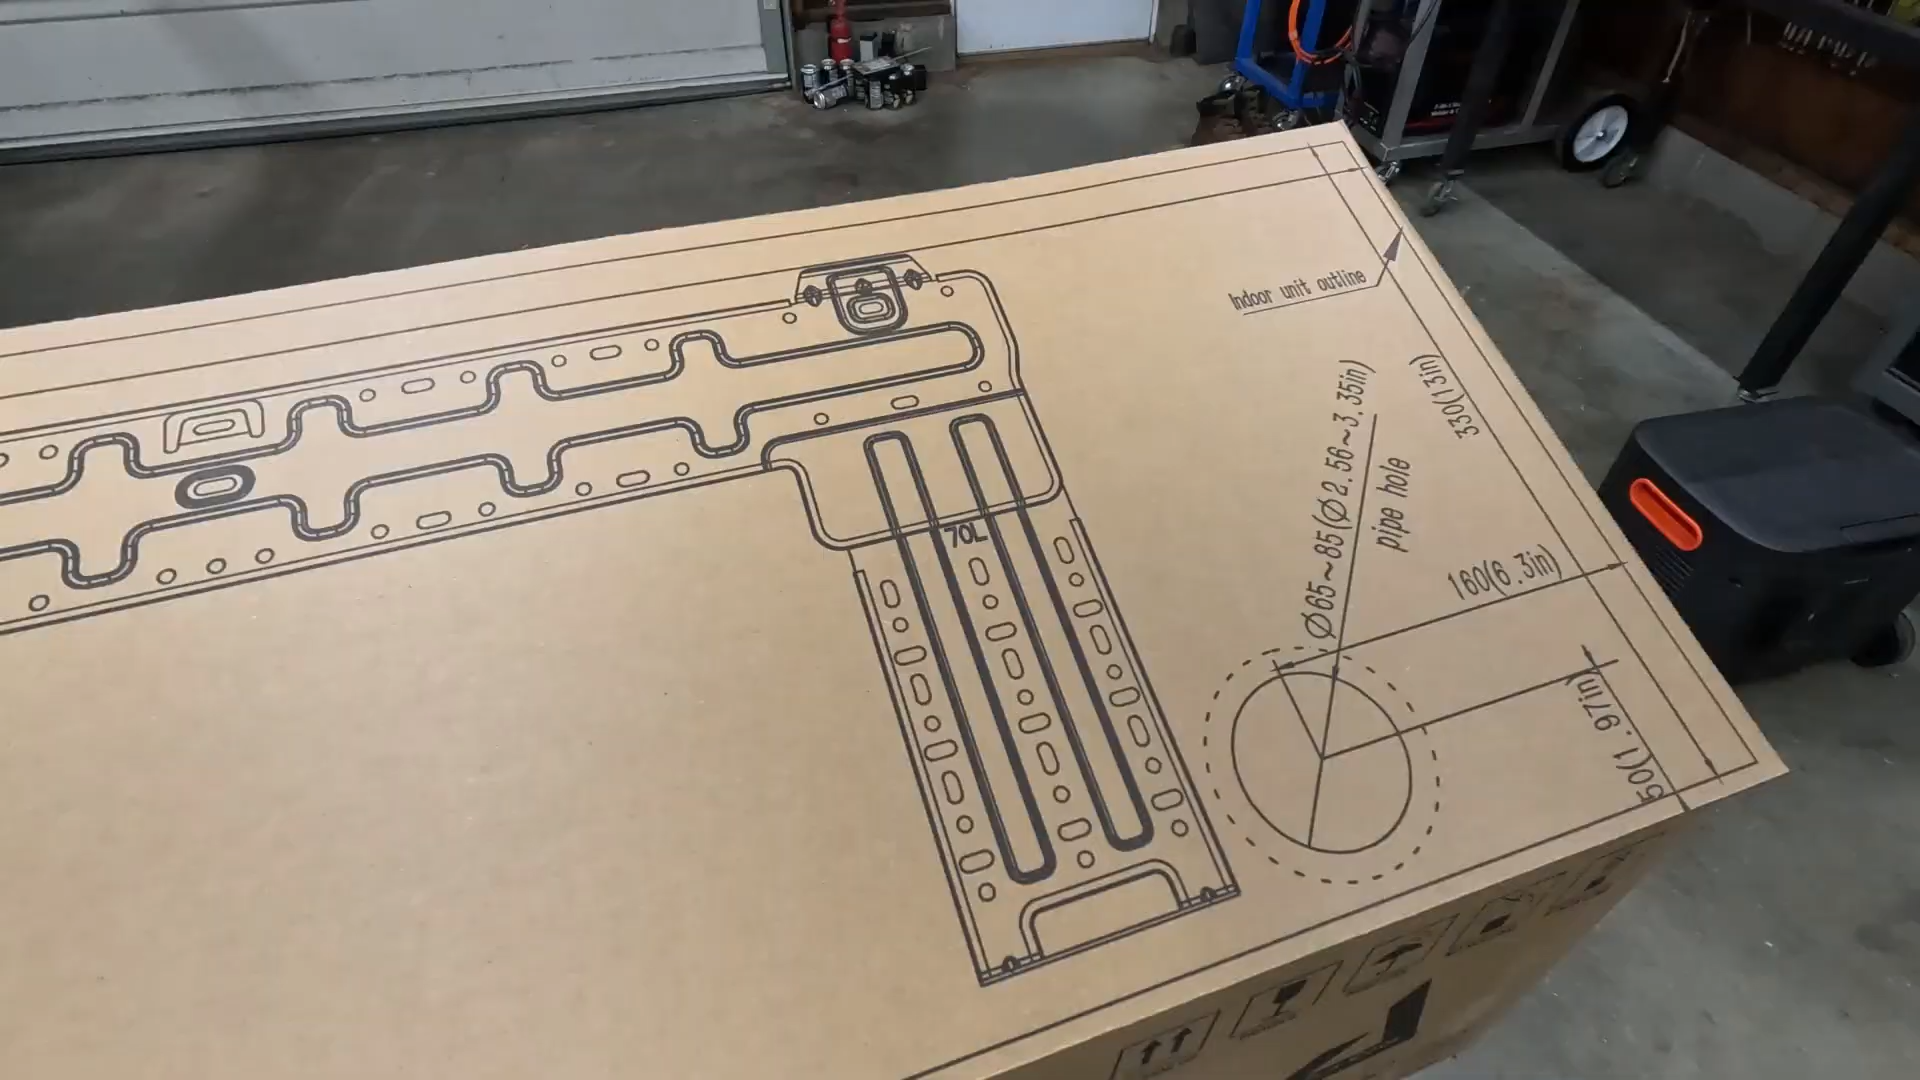 Indoor unit outline
330(13in)
Ø65~85(Ø2.56~3.35in)
pipe hole
160(6.3in)
70L
50(1.97in)